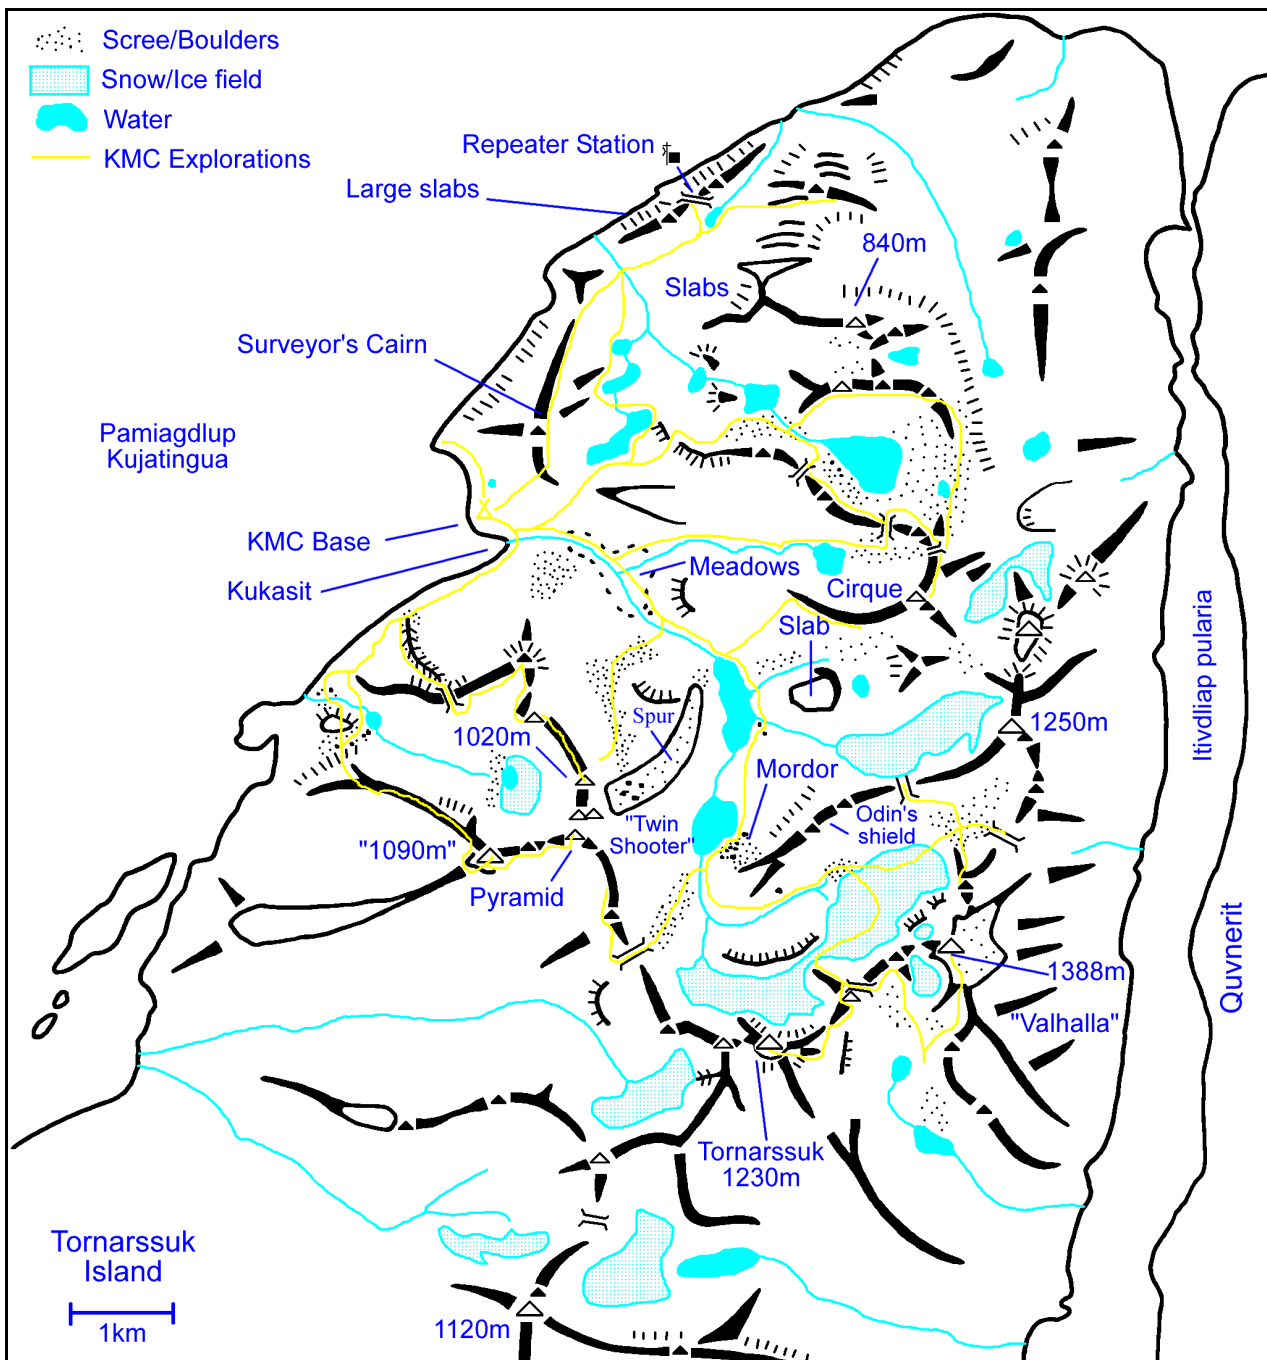 Scree/Boulders
Snow/Ice field
Water
KMC Explorations
Repeater Station
Large slabs
840m
Slabs
Surveyor's Cairn
Pamiagdlup
Kujatingua
KMC Base
Kukasit
Meadows
Cirque
Slab
Itivdliap pularia
Spur
1020m
1250m
Mordor
Odin's
shield
"Twin
Shooter"
"1090m"
Pyramid
Quvnerit
1388m
"Valhalla"
Tornarssuk
1230m
Tornarssuk
Island
1km
1120m